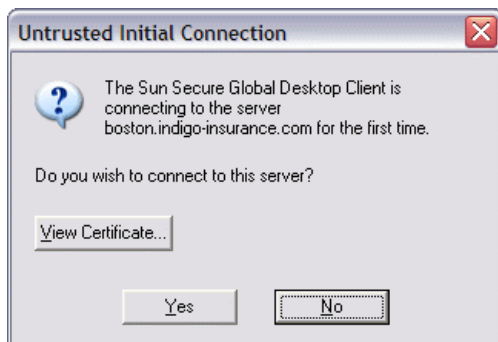 Untrusted Initial Connection
The Sun Secure Global Desktop Client is
connecting to the server
boston.indigo-insurance.com for the first time.
Do you wish to connect to this server?
View Certificate...
Yes
No